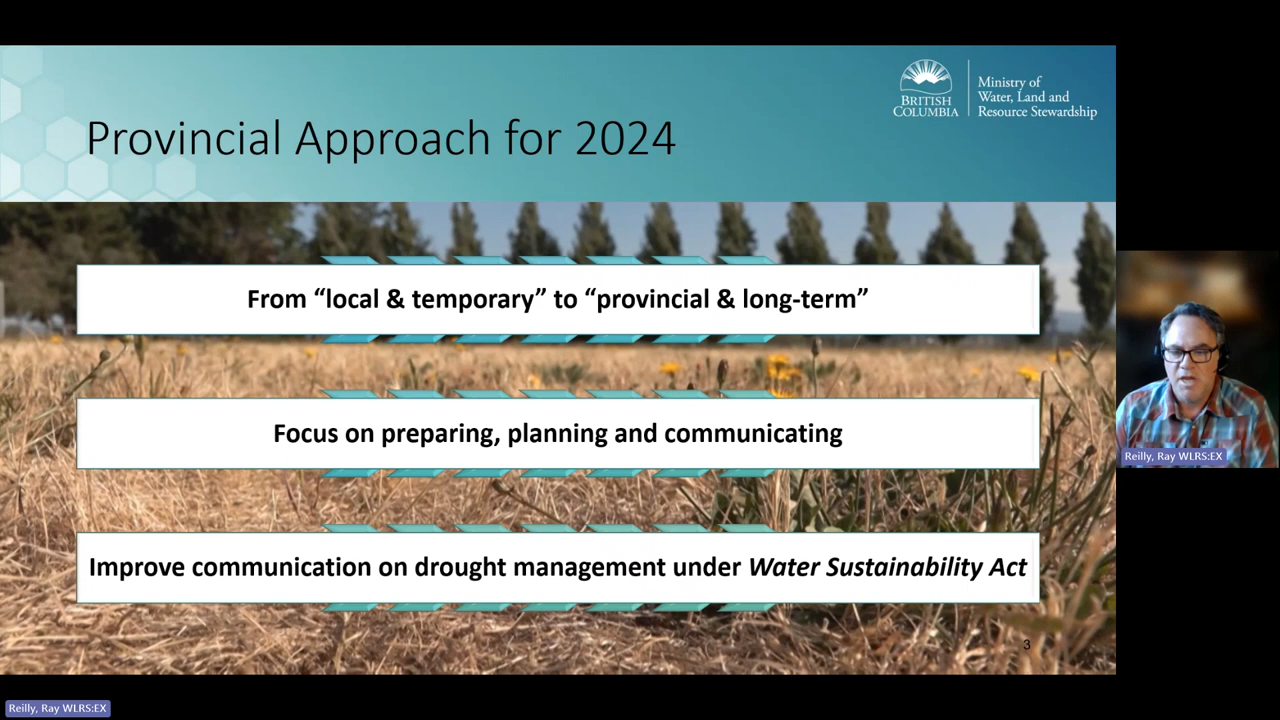 BRITISH
COLUMBIA
Ministry of
Water, Land and
Resource Stewardship
Provincial Approach for 2024
From “local & temporary” to “provincial & long-term”
Focus on preparing, planning and communicating
Improve communication on drought management under Water Sustainability Act
3
Reilly, Ray WLRS:EX
Reilly, Ray WLRS:EX